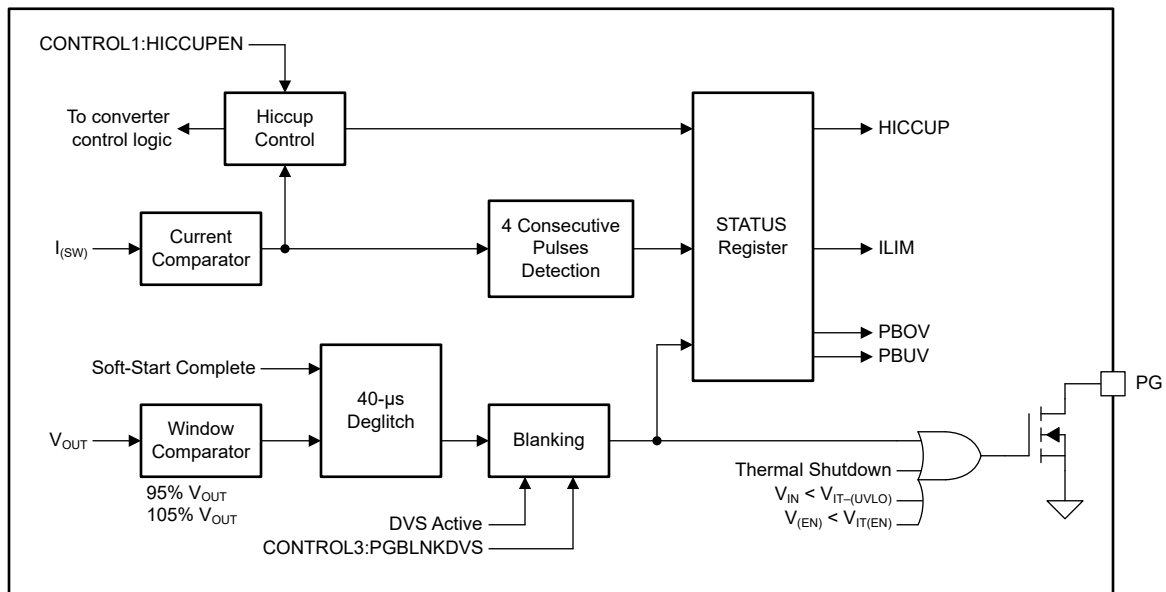 CONTROL1:HICCUPEN
To converter
control logic
Hiccup
Control
HICCUP
I(SW)
Current
Comparator
4 Consecutive
Pulses
Detection
STATUS
Register
ILIM
PBOV
PBUV
Soft-Start Complete
40-µs
Deglitch
PG
VOUT
Window
Comparator
Blanking
95% VOUT
105% VOUT
Thermal Shutdown
VIN < VIT–(UVLO)
V(EN) < VIT(EN)
DVS Active
CONTROL3:PGBLNKDVS